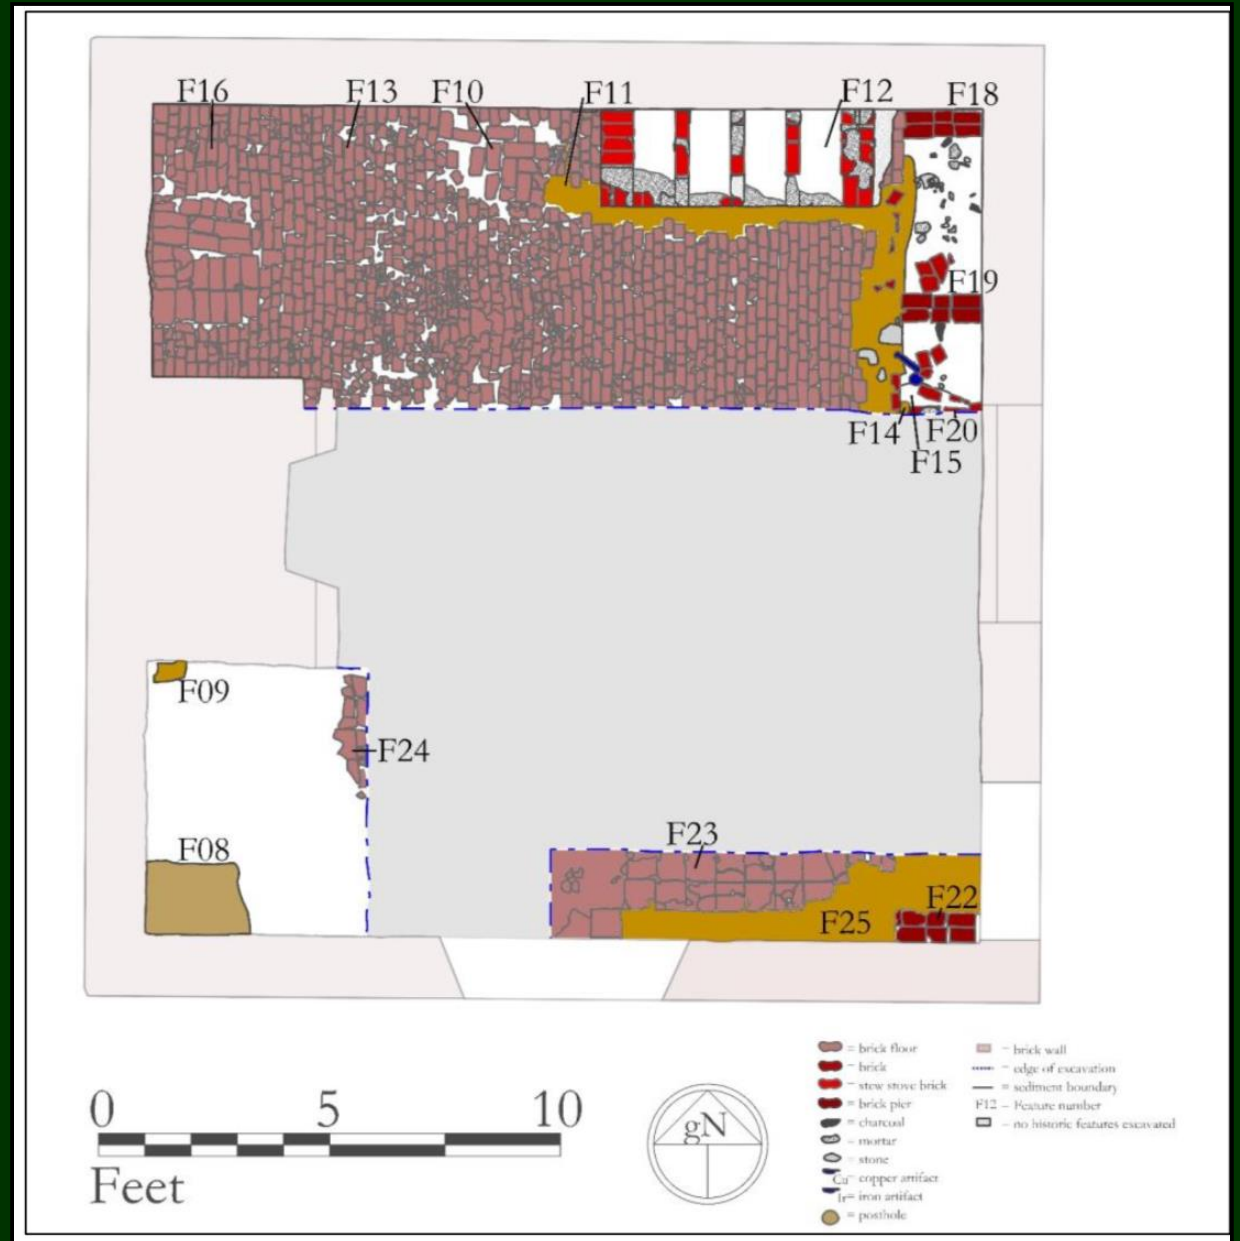 F16 F13 F10 F11 F12 F18
F19
F14 F20
F15
F09
F24
F08
F23
F22
F25
0 5 10
Feet
gN
= brick floor
= brick
= stew stove brick
= brick pier
= charcoal
= mortar
= stone
Cu= copper artifact
Ir= iron artifact
= posthole
= brick wall
= edge of excavation
= sediment boundary
F12 = Feature number
= no historic features excavated